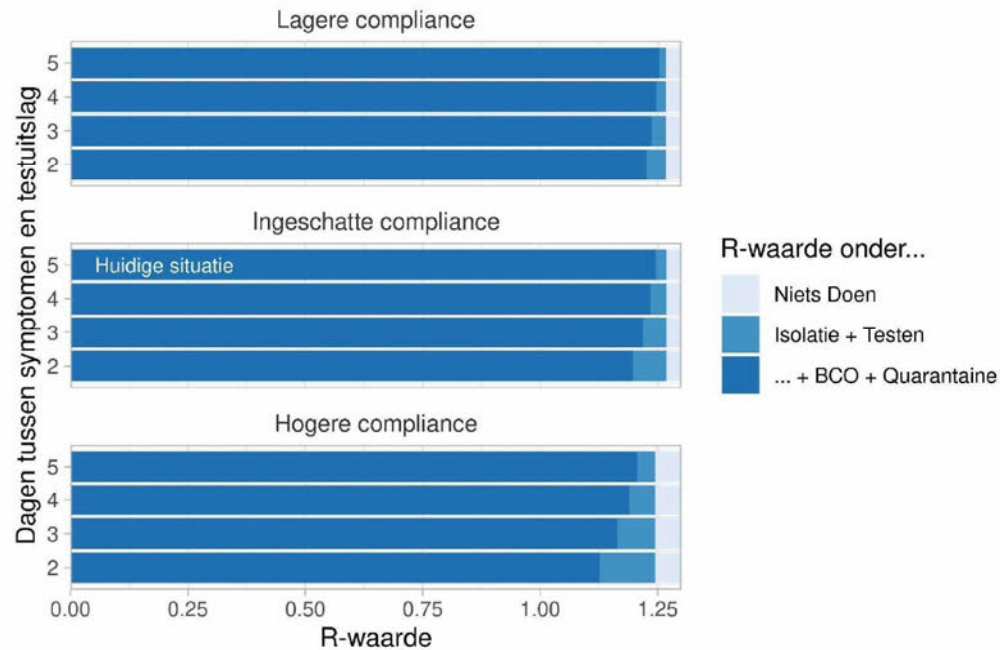 Lagere compliance
5
4
3
2
Ingeschatte compliance
Huidige situatie
5
4
3
2
Hogere compliance
5
4
3
2
0.00 0.25 0.50 0.75 1.00 1.25
R-waarde
Dagen tussen symptomen en testuitslag
R-waarde onder...
Niets Doen
Isolatie + Testen
... + BCO + Quarantaine